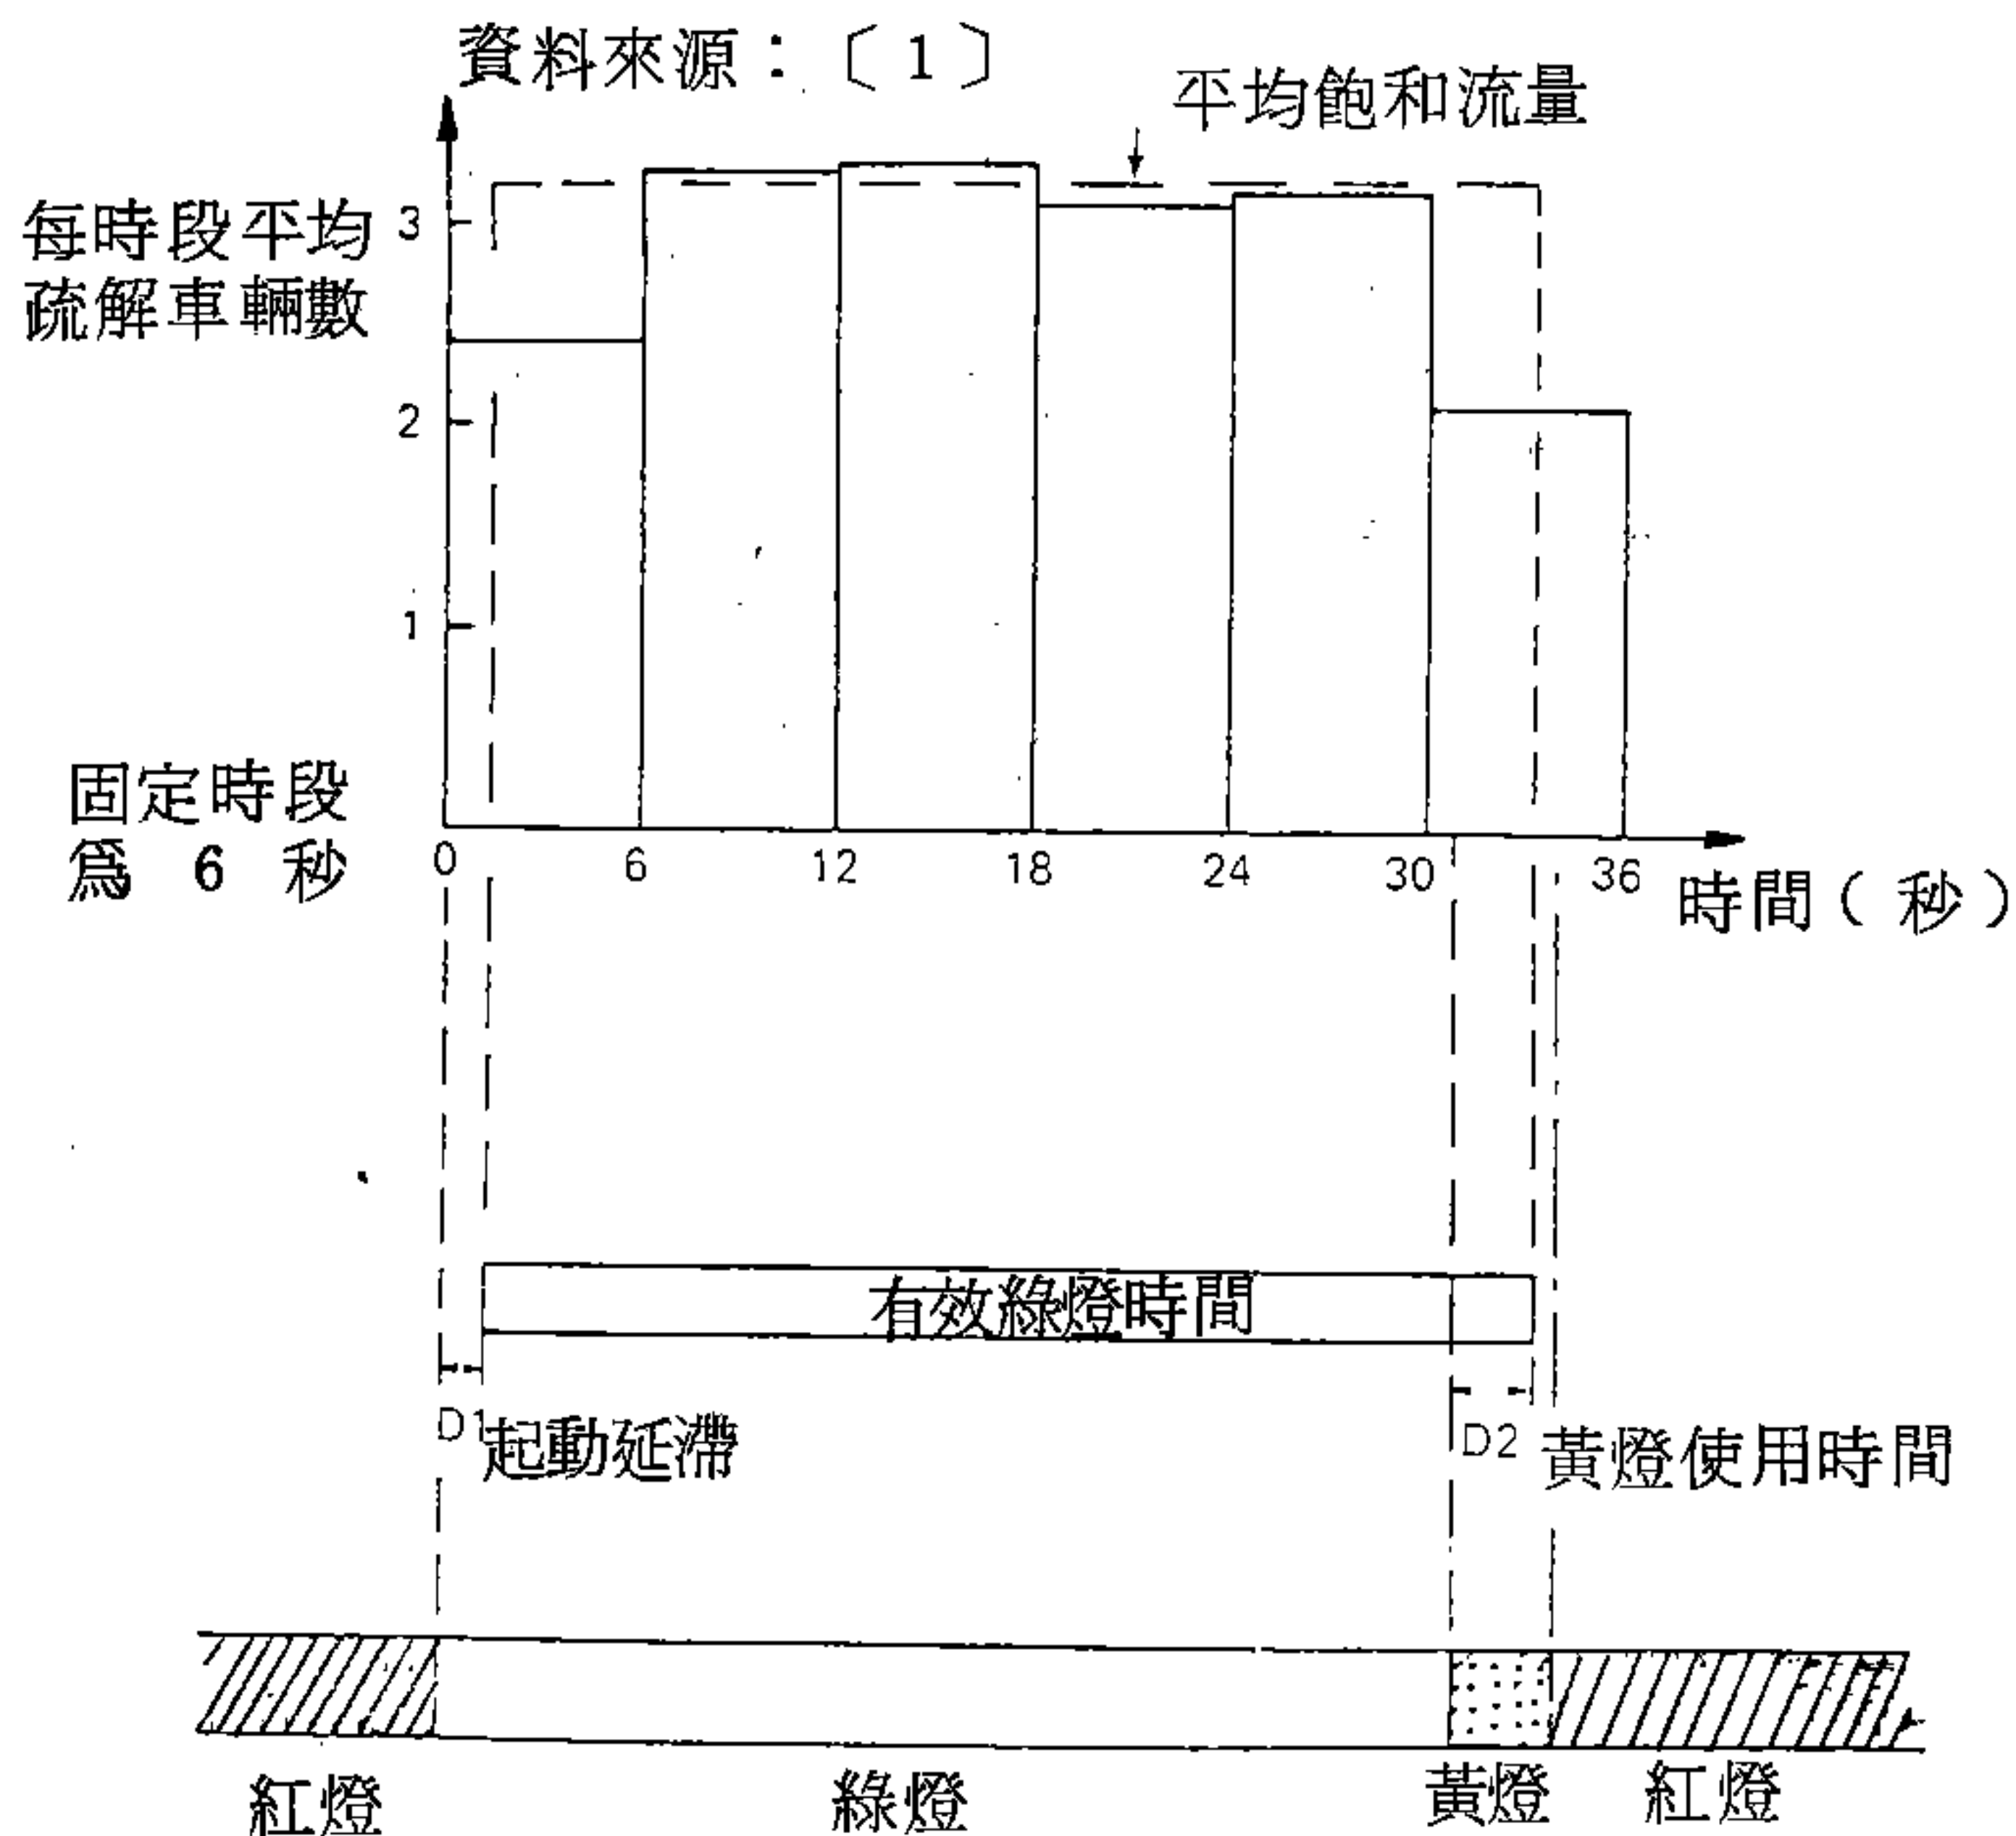 資料來源：〔1〕
平均飽和流量
每時段平均
疏解車輛數
3
2
1
固定時段
爲 6 秒
0 6 12 18 24 30 36
時間（秒）
有效綠燈時間
D1 起動延滯
D2 黃燈使用時間
紅燈 綠燈 黃燈 紅燈